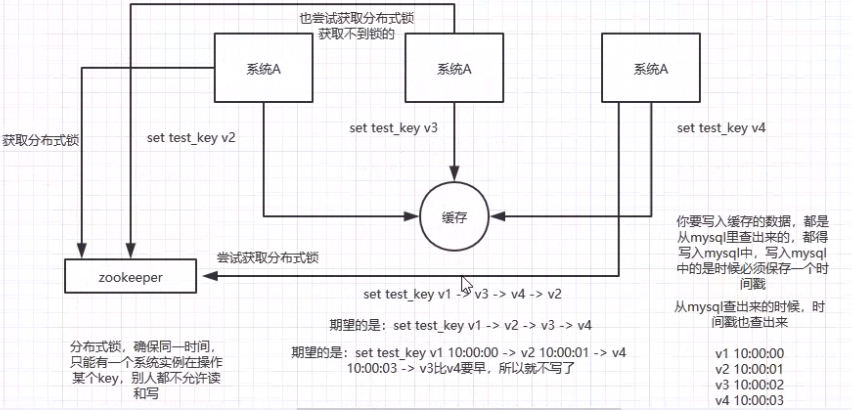 也尝试获取分布式锁
获取不到锁的
系统A
系统A
系统A
获取分布式锁
set test_key v2
set test_key v3
set test_key v4
缓存
你要写入缓存的数据，都是
从mysql里查出来的，都得
写入mysql中，写入mysql
中的是时候必须保存一个时
间戳
尝试获取分布式锁
zookeeper
set test_key v1 -> v3 -> v4 -> v2
从mysql查出来的时候，时
间戳也查出来
期望的是：set test_key v1 -> v2 -> v3 -> v4
分布式锁，确保同一时间，
只能有一个系统实例在操作
某个key，别人都不允许读
和写
期望的是：set test_key v1 10:00:00 -> v2 10:00:01 -> v4
10:00:03 -> v3比v4要早，所以就不写了
v1 10:00:00
v2 10:00:01
v3 10:00:02
v4 10:00:03